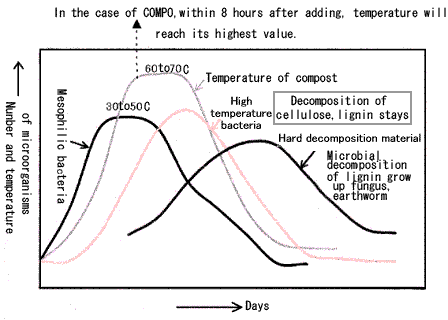 In the case of COMPO, within 8 hours after adding, temperature will
reach its highest value.
60to70C
Temperature of compost
30to50C
High
temperature
bacteria
Decomposition of
cellulose, lignin stays
Hard decomposition material
Microbial
decomposition
of lignin grow
up fungus,
earthworm
Mesophilic bacteria
Number and temperature
of microorganisms
Days